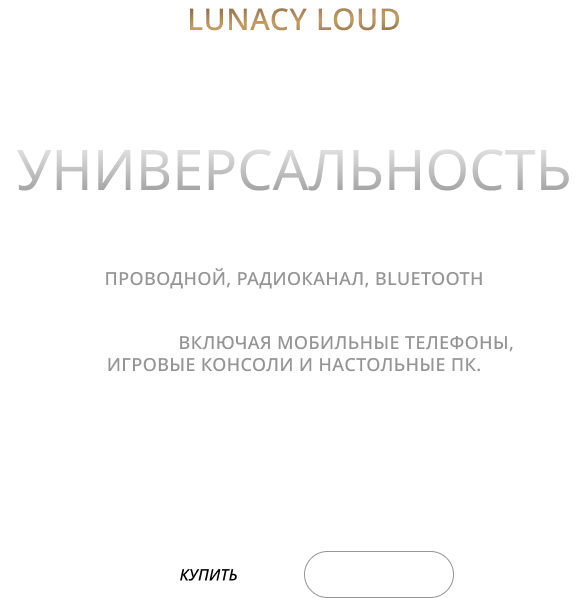 LUNACY LOUD
УНИВЕРСАЛЬНОСТЬ
ПРОВОДНОЙ, РАДИОКАНАЛ, BLUETOOTH
ВКЛЮЧАЯ МОБИЛЬНЫЕ ТЕЛЕФОНЫ,
ИГРОВЫЕ КОНСОЛИ И НАСТОЛЬНЫЕ ПК.
КУПИТЬ